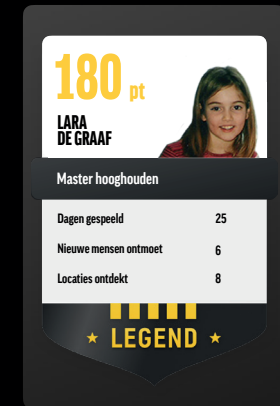 180 pt
LARA
DE GRAAF
Master hooghouden
Dagen gespeeld 25
Nieuwe mensen ontmoet 6
Locaties ontdekt 8
★ LEGEND ★